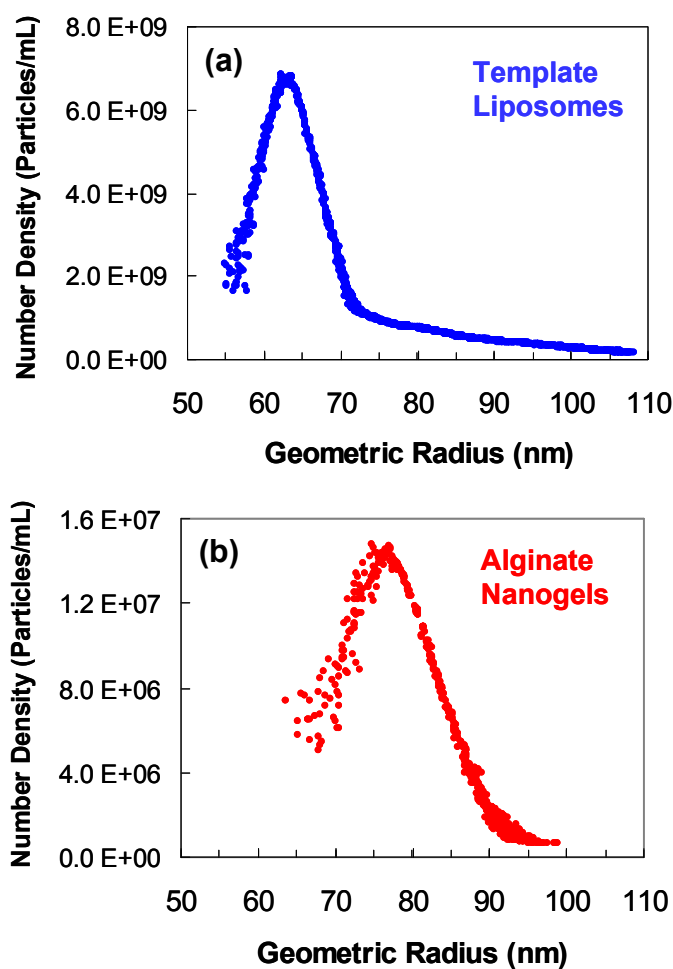 8.0 E+09
(a)
Template
Liposomes
6.0 E+09
4.0 E+09
2.0 E+09
0.0 E+00
Number Density (Particles/mL)
50 60 70 80 90 100 110
Geometric Radius (nm)
1.6 E+07
(b)
Alginate
Nanogels
1.2 E+07
8.0 E+06
4.0 E+06
0.0 E+00
Number Density (Particles/mL)
50 60 70 80 90 100 110
Geometric Radius (nm)